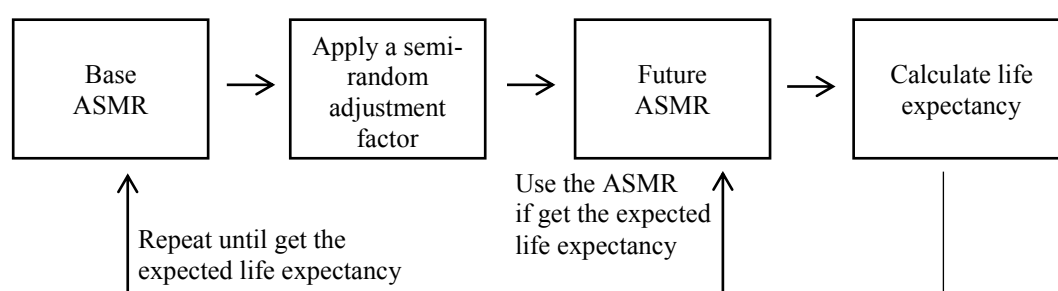 Base
ASMR
Apply a semi-
random
adjustment
factor
Future
ASMR
Calculate life
expectancy
Repeat until get the
expected life expectancy
Use the ASMR
if get the expected
life expectancy